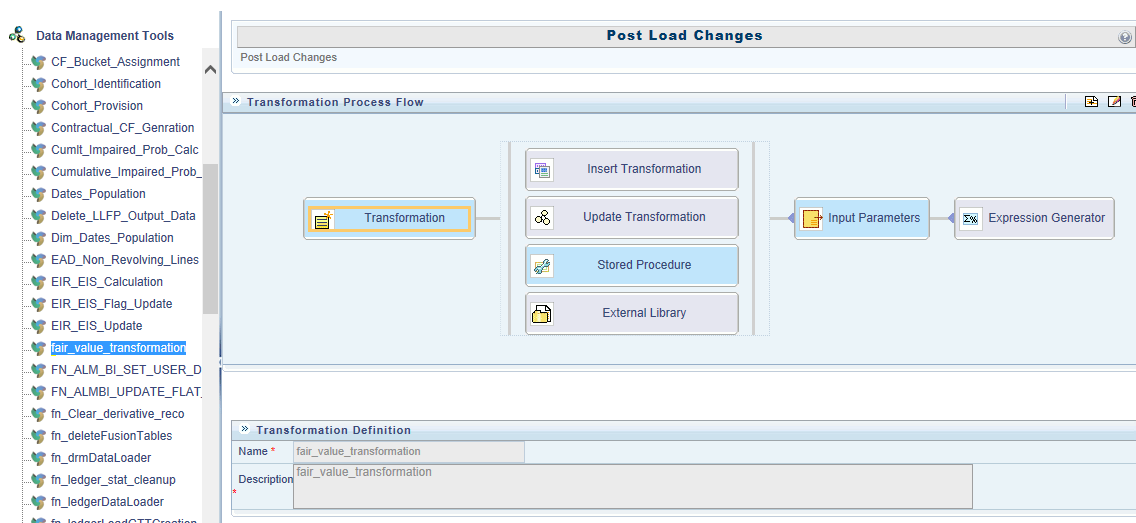 Data Management Tools
CF_Bucket_Assignment
Cohort_Identification
Cohort_Provision
Contractual_CF_Genration
Cumlt_Impaired_Prob_Calc
Cumulative_Impaired_Prob_
Dates_Population
Delete_LLFP_Output_Data
Dim_Dates_Population
EAD_Non_Revolving_Lines
EIR_EIS_Calculation
EIR_EIS_Flag_Update
EIR_EIS_Update
fair_value_transformation
FN_ALM_BI_SET_USER_D
FN_ALMBI_UPDATE_FLAT_
fn_Clear_derivative_reco
fn_deleteFusionTables
fn_drmDataLoader
fn_ledger_stat_cleanup
fn_ledgerDataLoader
fn_ledgerLoadGTTCreation
Post Load Changes
Post Load Changes
Transformation Process Flow
Transformation
Insert Transformation
Update Transformation
Stored Procedure
External Library
Input Parameters
Expression Generator
Transformation Definition
Name * fair_value_transformation
Description * fair_value_transformation